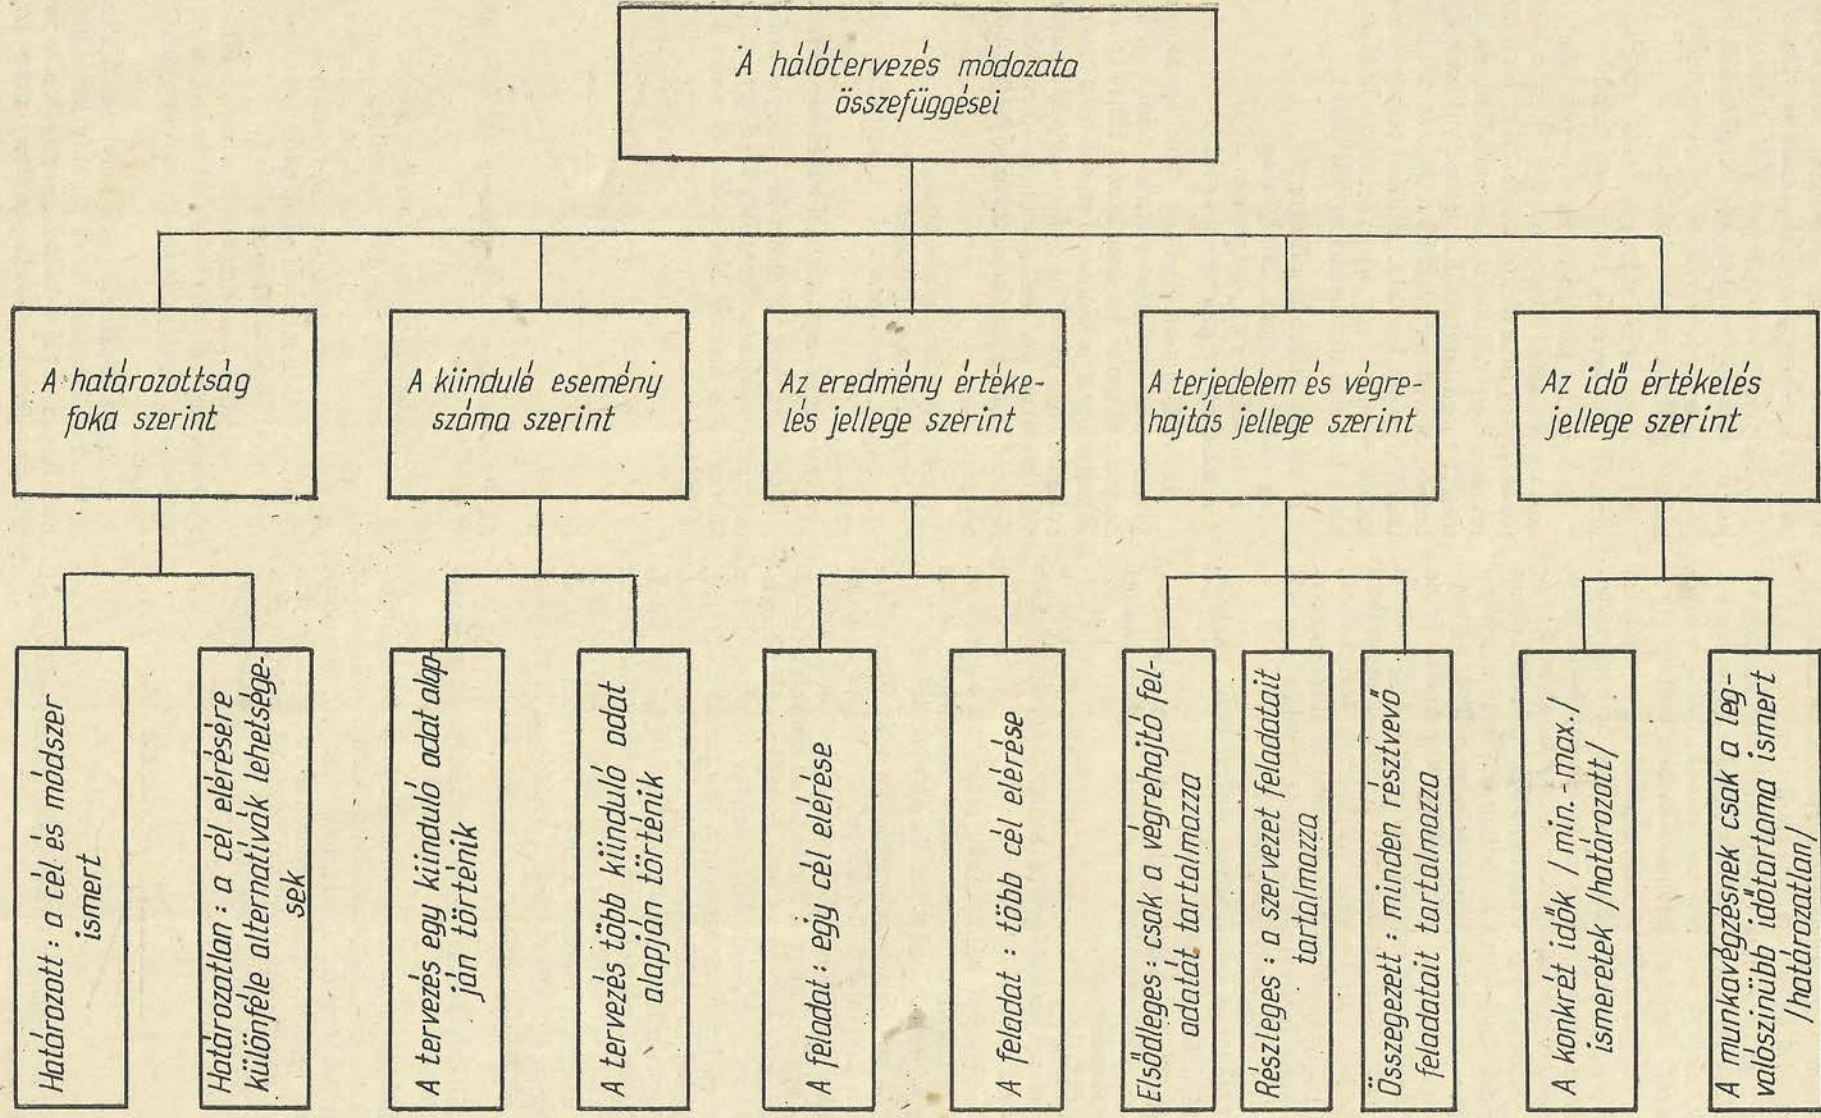 A hálótervezés módozata
összefüggései
A határozottság
foka szerint
A kiinduló esemény
száma szerint
Az eredmény értéke-
lés jellege szerint
A terjedelem és végre-
hajtás jellege szerint
Az idő értékelés
jellege szerint
Határozott : a cél és módszer
ismert
Határozatlan : a cél elérésére
különféle alternatívák lehetsége-
sek
A tervezés egy kiinduló adat alap-
ján történik
A tervezés több kiinduló adat
alapján történik
A feladat : egy cél elérése
A feladat : több cél elérése
Elsődleges : csak a végrehajtó fel-
adatát tartalmazza
Részleges : a szervezet feladatait
tartalmazza
Összegezett : minden résztvevő
feladatait tartalmazza
A konkrét idők / min. - max. /
ismeretek /határozott/
A munkavégzésnek csak a leg-
valószinübb időtartama ismert
/határozatlan/